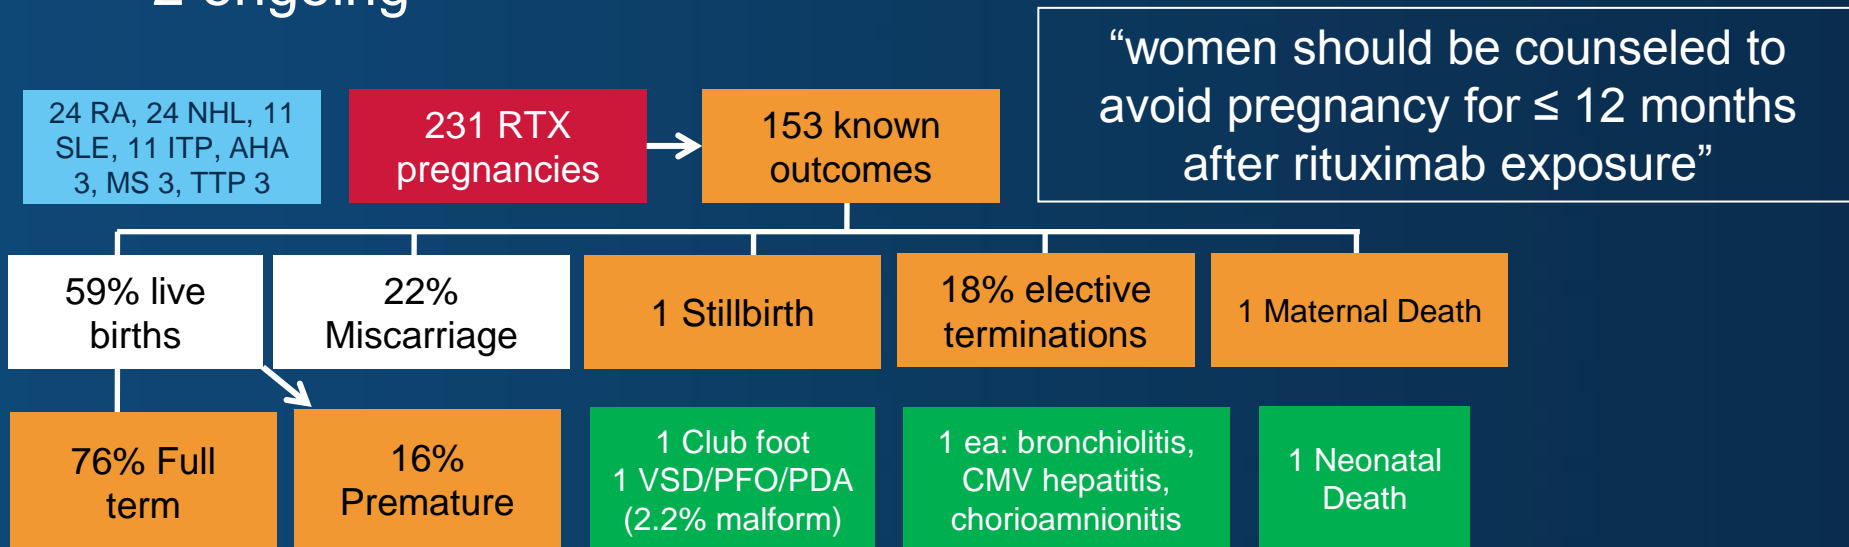 2 ongoing
“women should be counseled to
avoid pregnancy for ≤ 12 months
after rituximab exposure”
24 RA, 24 NHL, 11
SLE, 11 ITP, AHA
3, MS 3, TTP 3
231 RTX
pregnancies
153 known
outcomes
59% live
births
22%
Miscarriage
1 Stillbirth
18% elective
terminations
1 Maternal Death
76% Full
term
16%
Premature
1 Club foot
1 VSD/PFO/PDA
(2.2% malform)
1 ea: bronchiolitis,
CMV hepatitis,
chorioamnionitis
1 Neonatal
Death